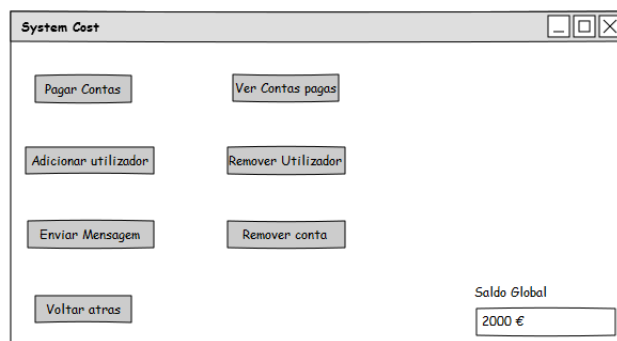 System Cost
Pagar Contas
Ver Contas pagas
Adicionar utilizador
Remover Utilizador
Enviar Mensagem
Remover conta
Saldo Global
Voltar atras
2000 €